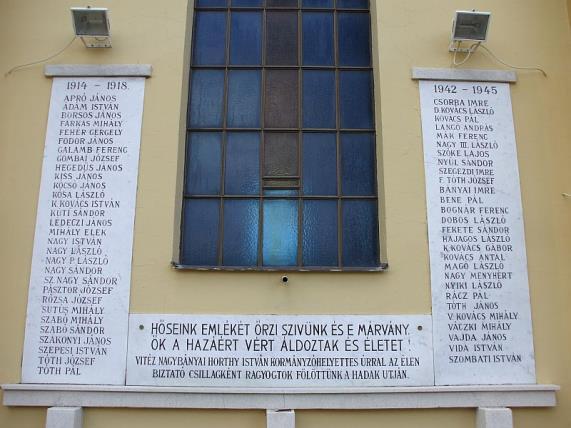 1914 - 1918.
APRÓ JÁNOS
ÁDÁM ISTVÁN
BORSOS JÁNOS
FARKAS MIHÁLY
FEHÉR GERGELY
FODOR JÁNOS
GALAMB FERENC
GOMBAI JÓZSEF
HEGEDŰS JÁNOS
KISS JÁNOS
KOCSÓ JÁNOS
KÓSA LÁSZLÓ
K. KOVÁCS ISTVÁN
KUTI SÁNDOR
LEDECZI JÁNOS
MIHÁLY ELEK
NAGY ISTVÁN
NAGY LÁSZLÓ
NAGY P. LÁSZLÓ
NAGY SÁNDOR
SZ. NAGY SÁNDOR
PÁSZTOR JÓZSEF
RÓZSA JÓZSEF
SÜTŐS MIHÁLY
SZABÓ MIHÁLY
SZABÓ SÁNDOR
SZAKONYI JÁNOS
SZEPESI ISTVÁN
TÓTH JÓZSEF
TÓTH PÁL
HŐSEINK EMLÉKÉT ŐRZI SZIVÜNK ÉS E MÁRVÁNY.
ŐK A HAZÁÉRT VÉRT ÁLDOZTAK ÉS ÉLETET!
VITÉZ NAGYBÁNYAI HORTHY ISTVÁN KORMÁNYZÓHELYETTES ÚRRAL AZ ÉLEN
BIZTATÓ CSILLAGKÉNT RAGYOGTOK FÖLÖTTÜNK A HADAK UTJÁN.
1942 - 1945
CSORBA IMRE
D. KOVÁCS LÁSZLÓ
KOVÁCS PÁL
LANGÓ ANDRÁS
MAK FERENC
NAGY III. LÁSZLÓ
SZŐKE LAJOS
NYÚL SÁNDOR
SZEGEZDI IMRE
F. TÓTH JÓZSEF
BÁNYAI IMRE
BENE PÁL
BOGNÁR FERENC
DOBOS LÁSZLÓ
FEKETE SÁNDOR
HAJAGOS LÁSZLÓ
K. KOVÁCS GÁBOR
KOVÁCS ANTAL
MAGÓ LÁSZLÓ
NAGY MENYHÉRT
NYIKI LÁSZLÓ
RÁCZ PÁL
TÓTH JÁNOS
V. KOVÁCS MIHÁLY
VÁCZKI MIHÁLY
VAJDA JÁNOS
VIDA ISTVÁN
SZOMBATI ISTVÁN